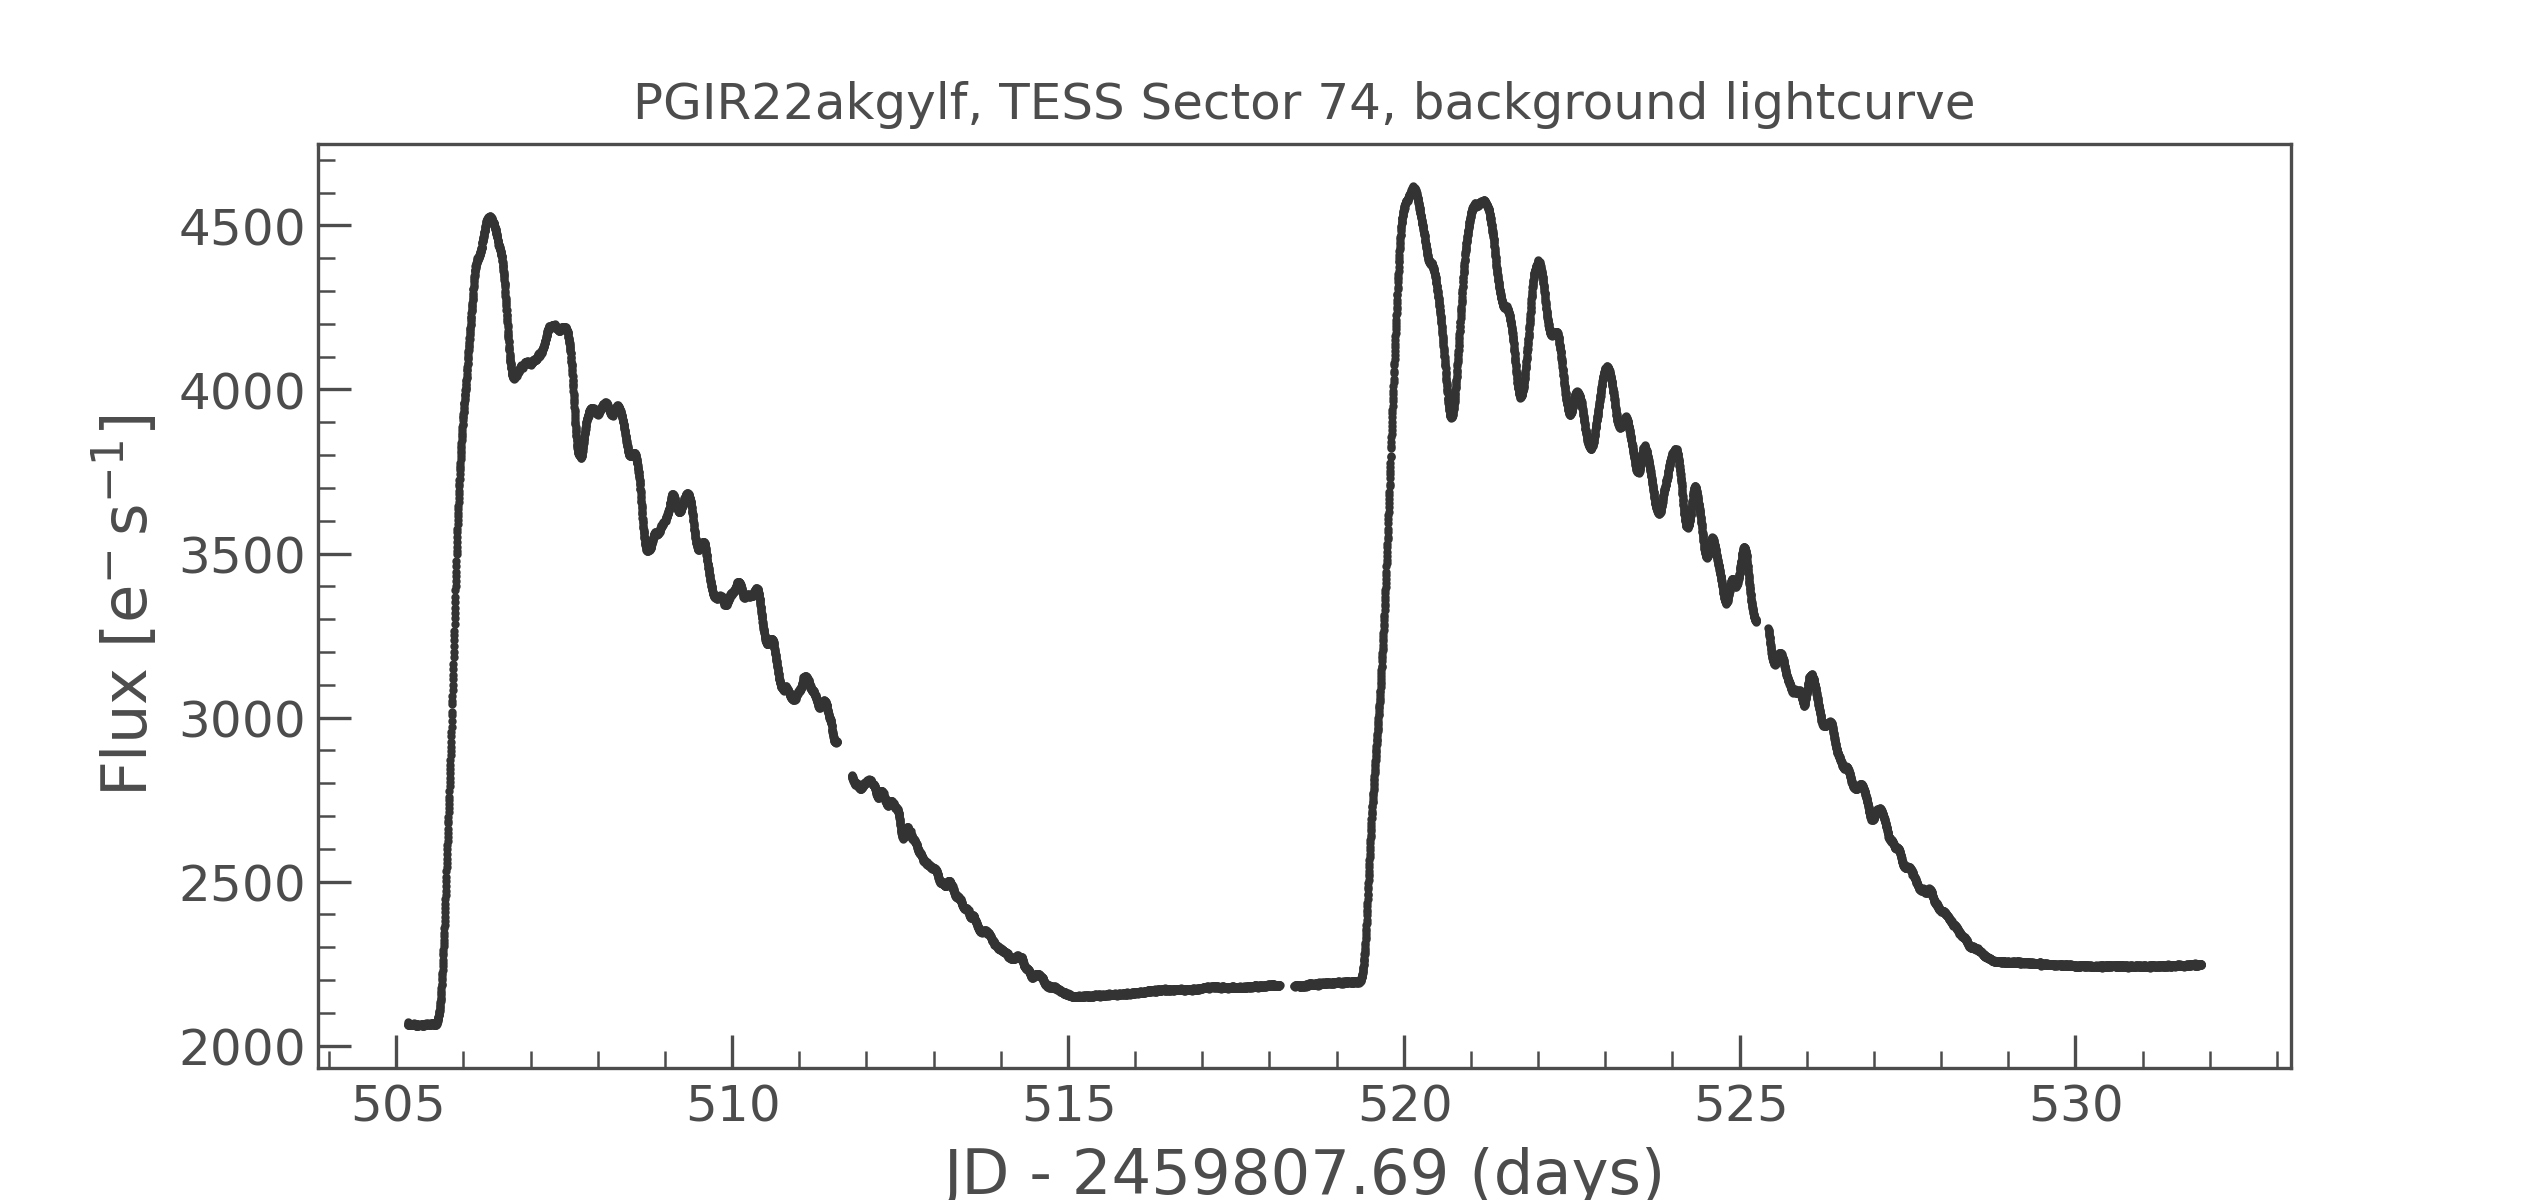 PGIR22akgylf, TESS Sector 74, background lightcurve
Flux [e⁻ s⁻¹]
4500
4000
3500
3000
2500
2000
505 510 515 520 525 530
JD - 2459807.69 (days)